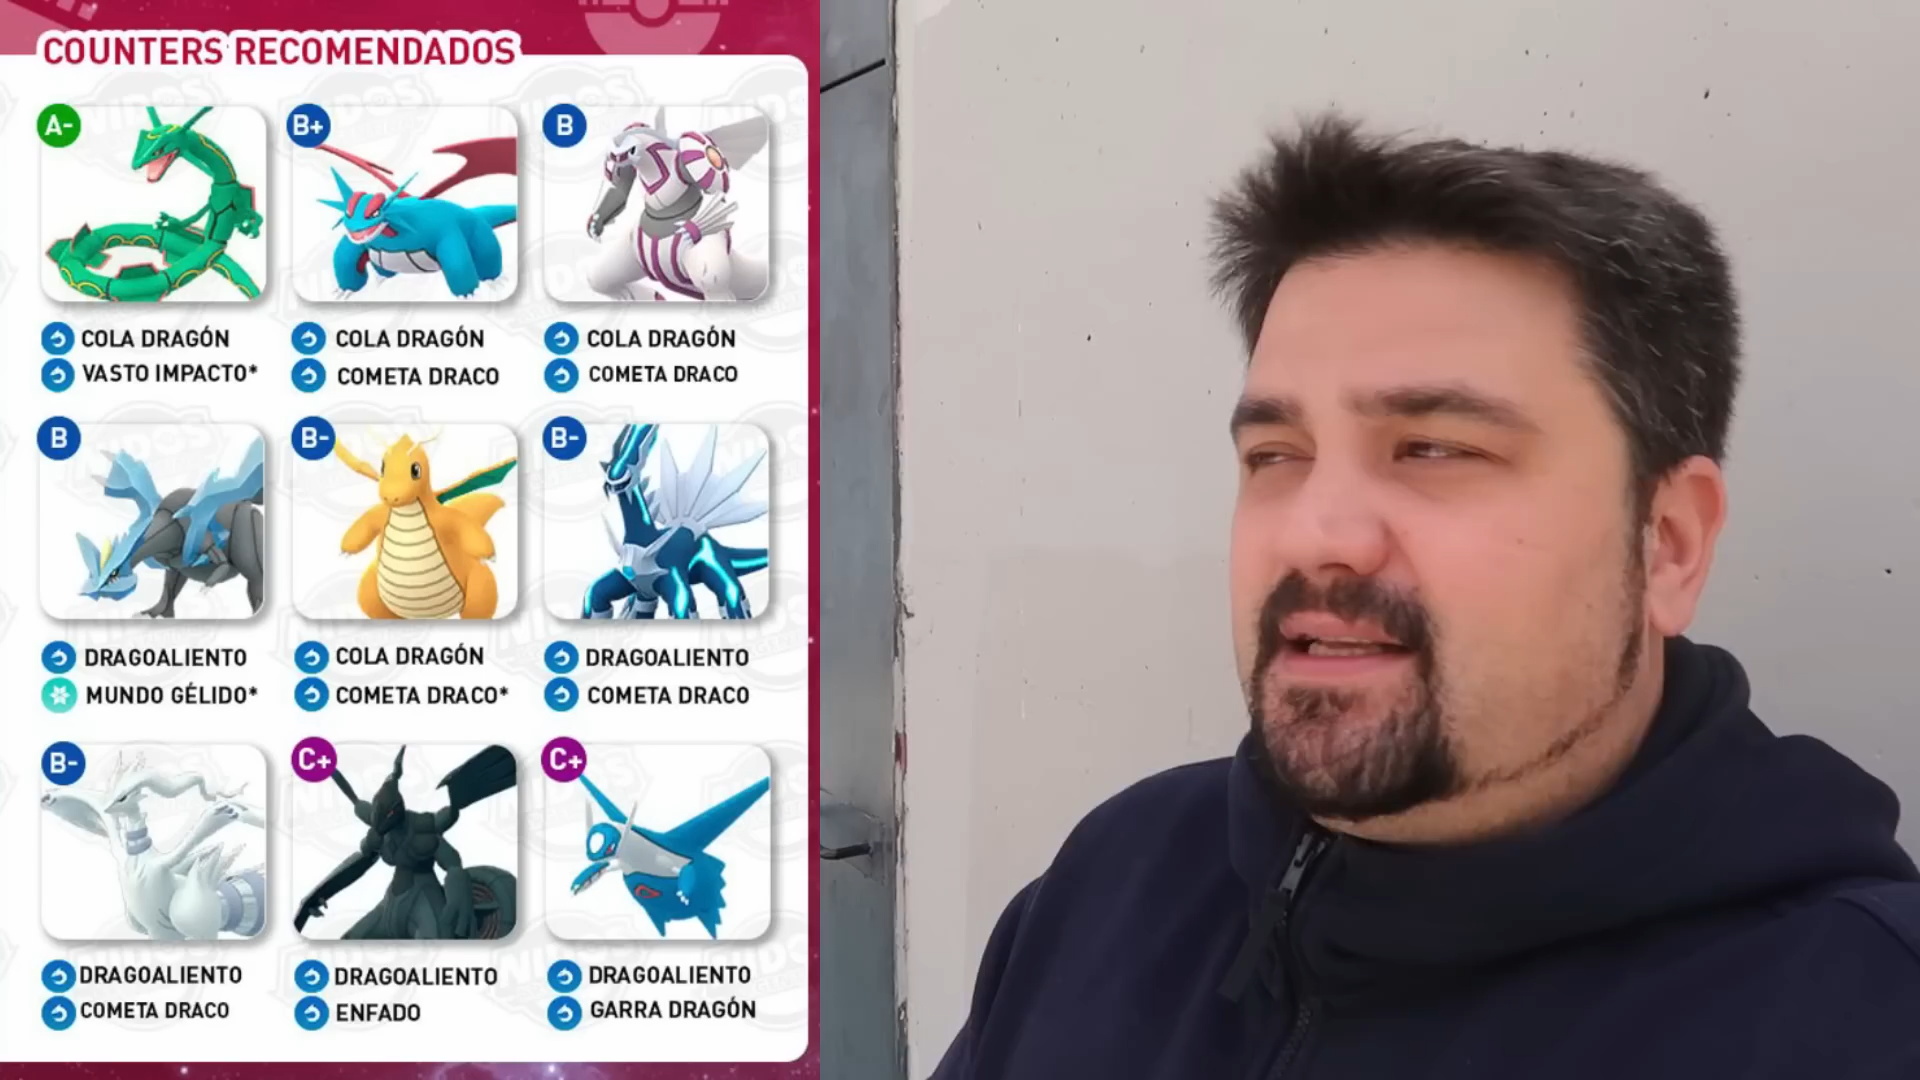 COUNTERS RECOMENDADOS
A-
B+
B
COLA DRAGÓN
VASTO IMPACTO*
COLA DRAGÓN
COMETA DRACO
COLA DRAGÓN
COMETA DRACO
B
B-
B-
DRAGOALIENTO
MUNDO GÉLIDO*
COLA DRAGÓN
COMETA DRACO*
DRAGOALIENTO
COMETA DRACO
B-
C+
C+
DRAGOALIENTO
COMETA DRACO
DRAGOALIENTO
ENFADO
DRAGOALIENTO
GARRA DRAGÓN